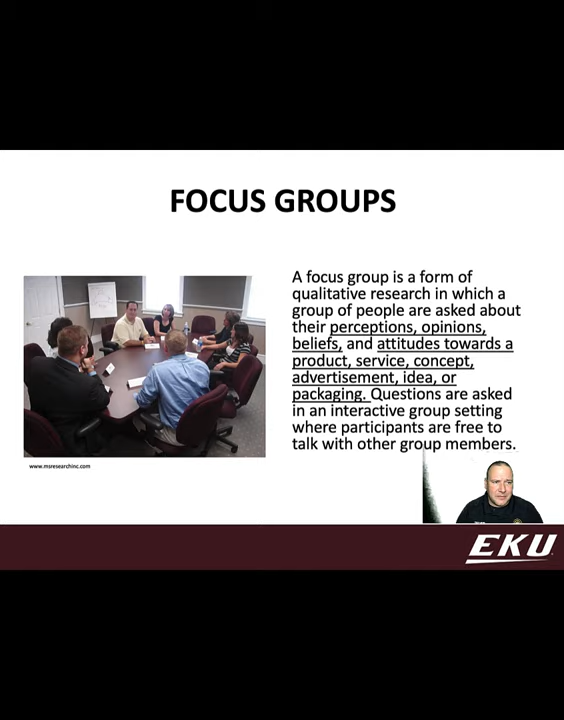 FOCUS GROUPS
A focus group is a form of
qualitative research in which a
group of people are asked about
their perceptions, opinions,
beliefs, and attitudes towards a
product, service, concept,
advertisement, idea, or
packaging. Questions are asked
in an interactive group setting
where participants are free to
talk with other group members.
www.msresearchinc.com
EKU